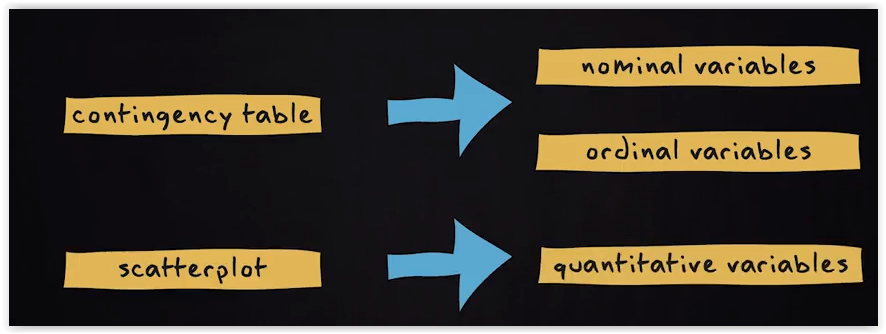 contingency table
nominal variables
ordinal variables
scatterplot
quantitative variables